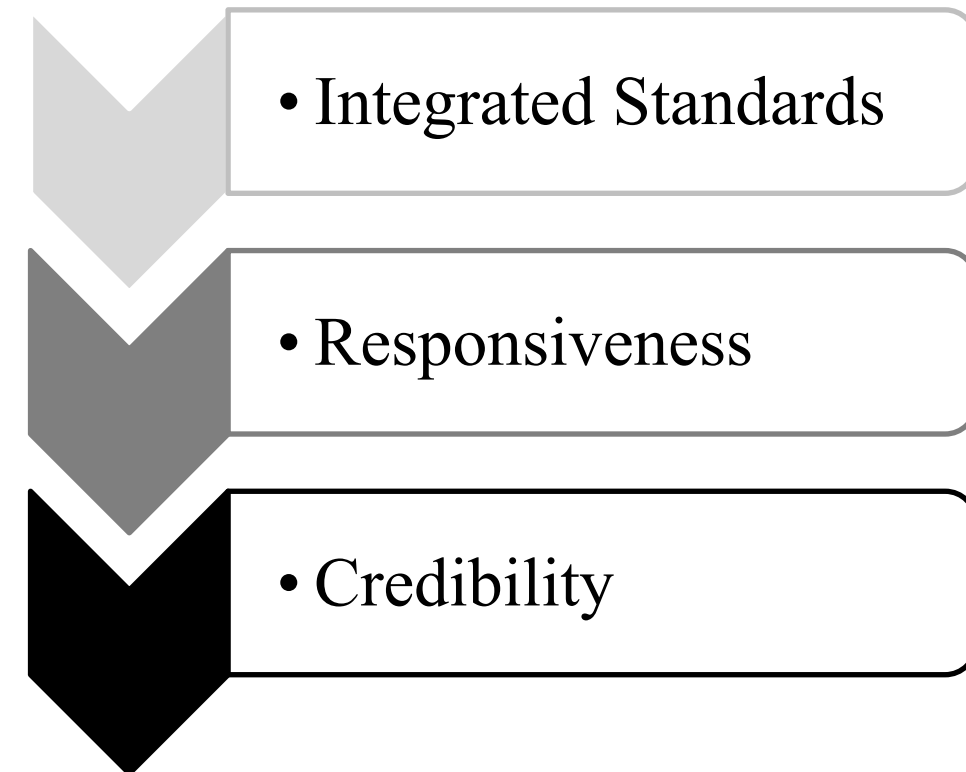 • Integrated Standards
• Responsiveness
• Credibility